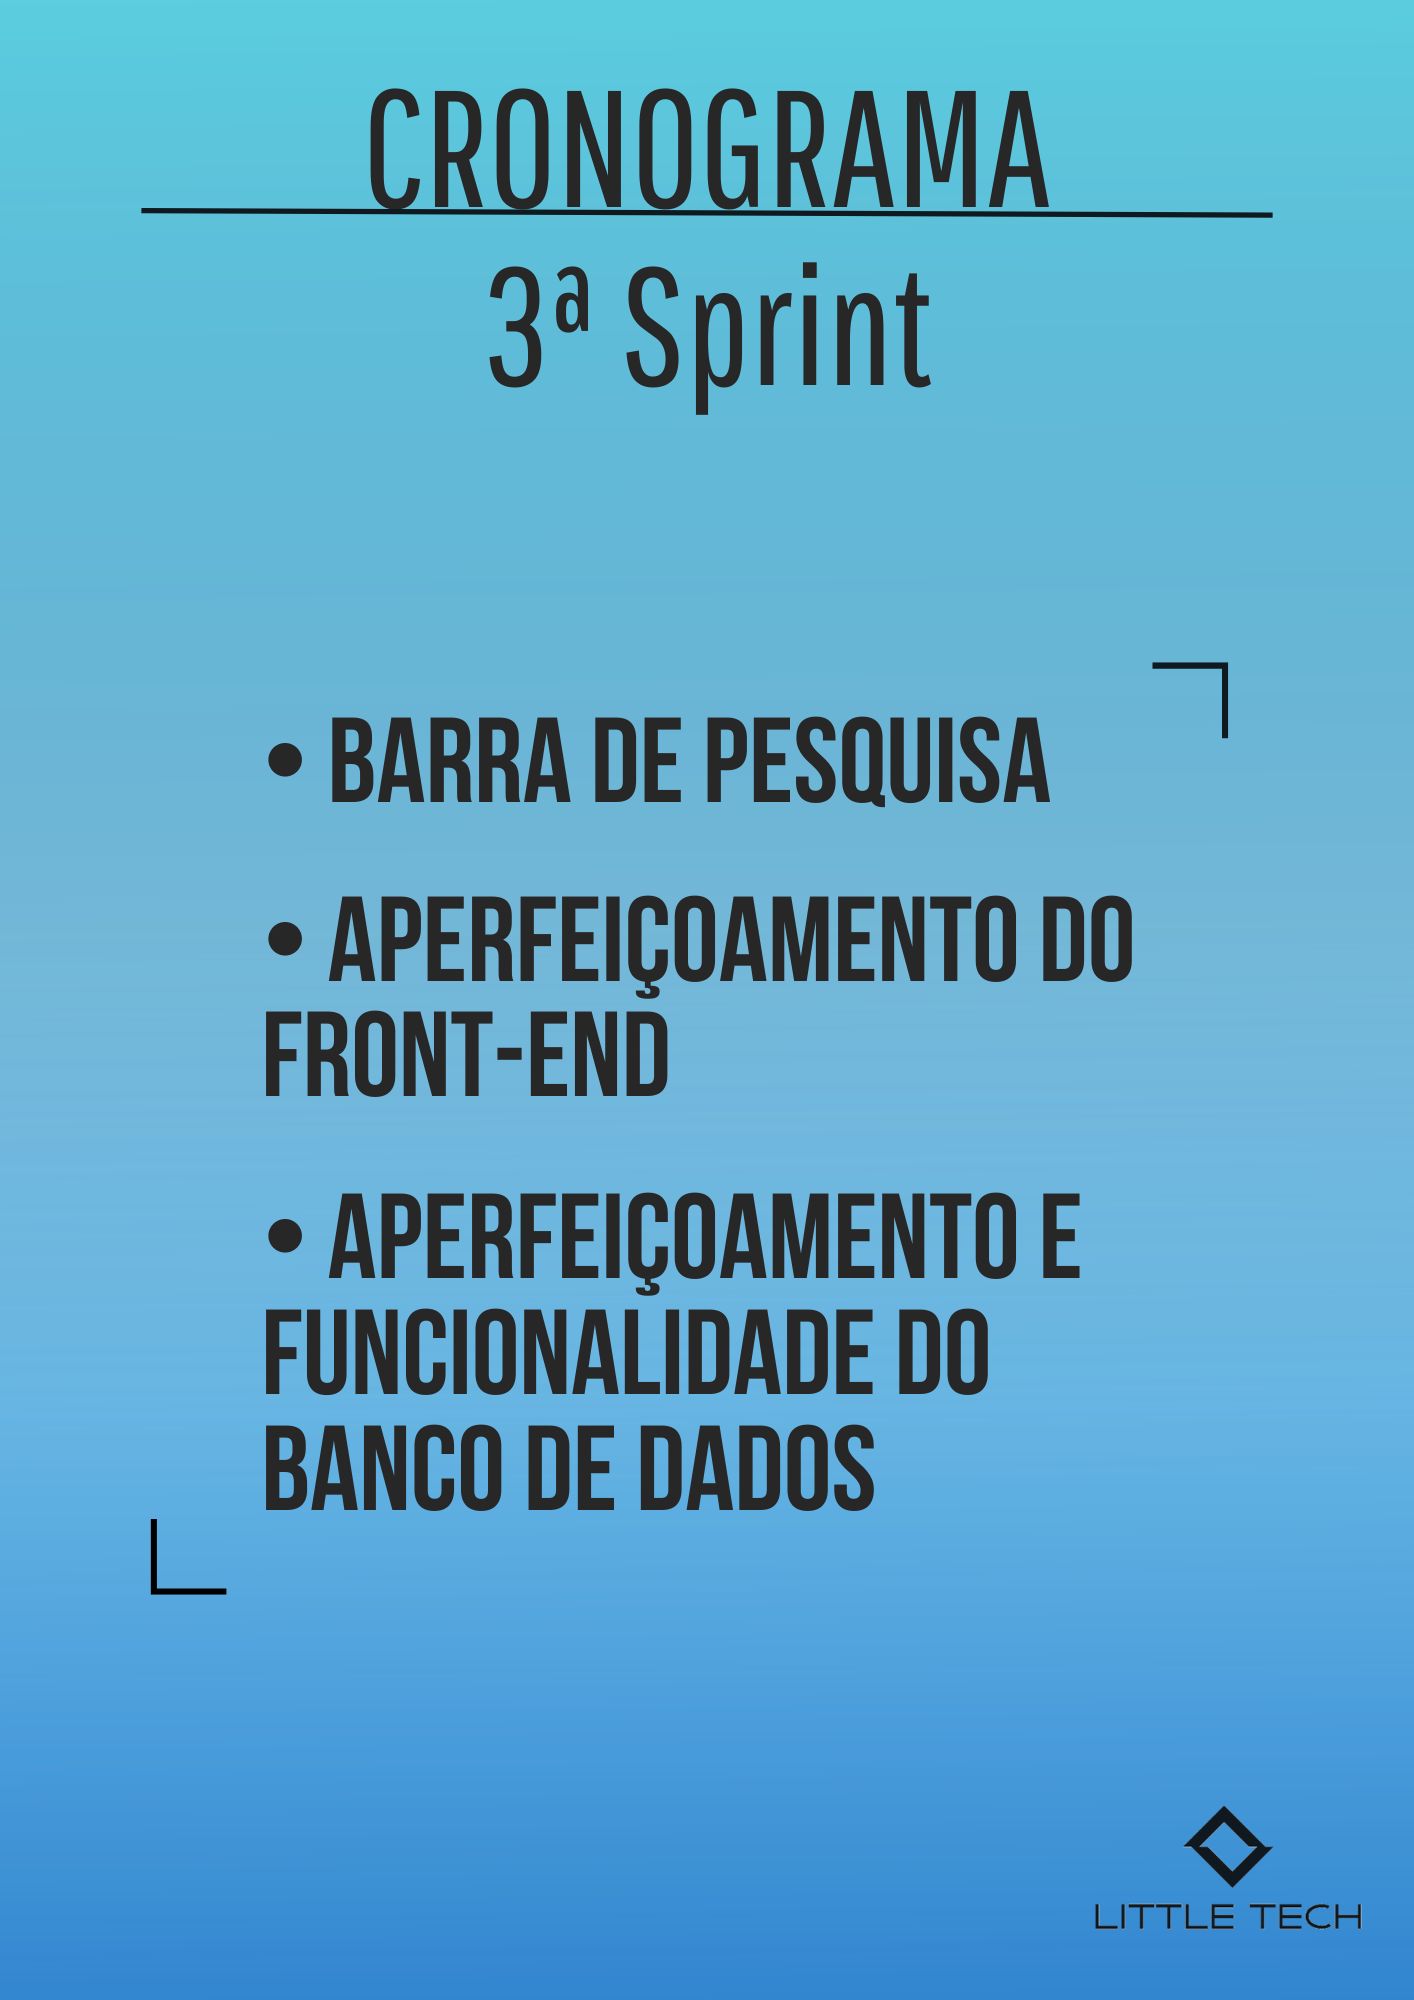 CRONOGRAMA
3ª Sprint
• BARRA DE PESQUISA
• APERFEIÇOAMENTO DO
FRONT-END
• APERFEIÇOAMENTO E
FUNCIONALIDADE DO
BANCO DE DADOS
LITTLE TECH